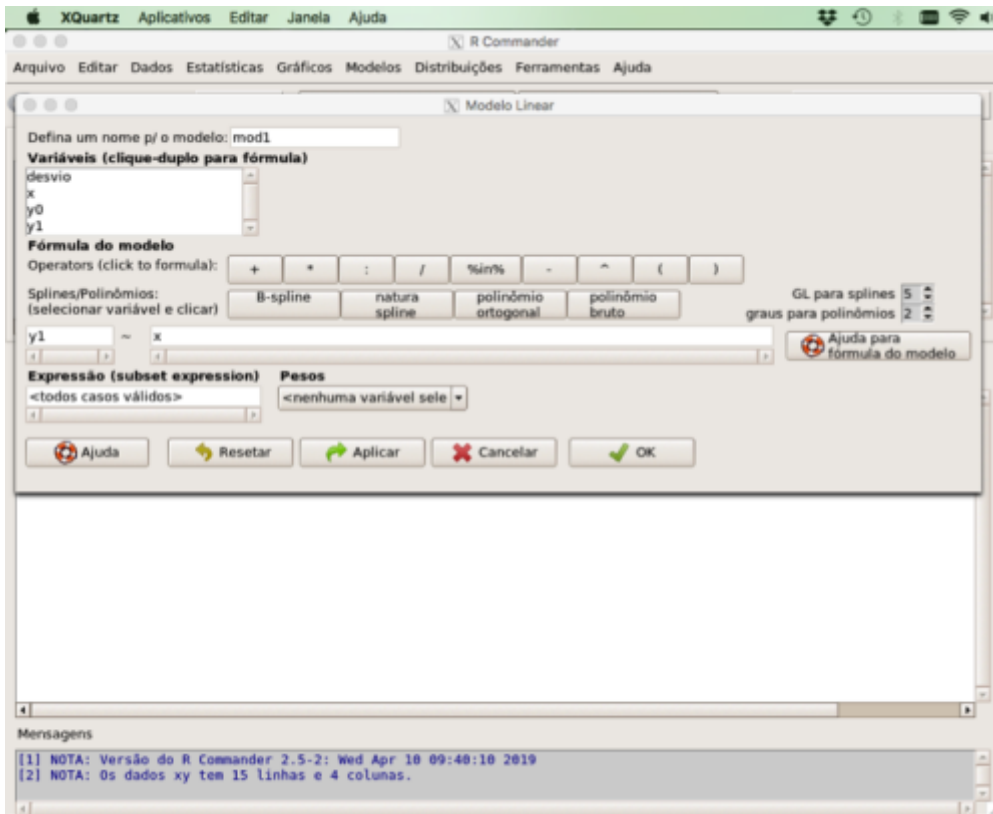 XQuartz Aplicativos Editar Janela Ajuda
R Commander
Arquivo Editar Dados Estatísticas Gráficos Modelos Distribuições Ferramentas Ajuda
Modelo Linear
Defina um nome p/ o modelo: mod1
Variáveis (clique-duplo para fórmula)
desvio
x
y0
y1
Fórmula do modelo
Operators (click to formula): + * : / %in% - ^ ( )
Splines/Polinômios:
(selecionar variável e clicar)
B-spline
natura
spline
polinômio
ortogonal
polinômio
bruto
GL para splines 5
graus para polinômios 2
y1 ~ x
Ajuda para
fórmula do modelo
Expressão (subset expression) Pesos
<todos casos válidos> <nenhuma variável sele
Ajuda Resetar Aplicar Cancelar OK
Mensagens
[1] NOTA: Versão do R Commander 2.5-2: Wed Apr 10 09:40:10 2019
[2] NOTA: Os dados xy tem 15 linhas e 4 colunas.